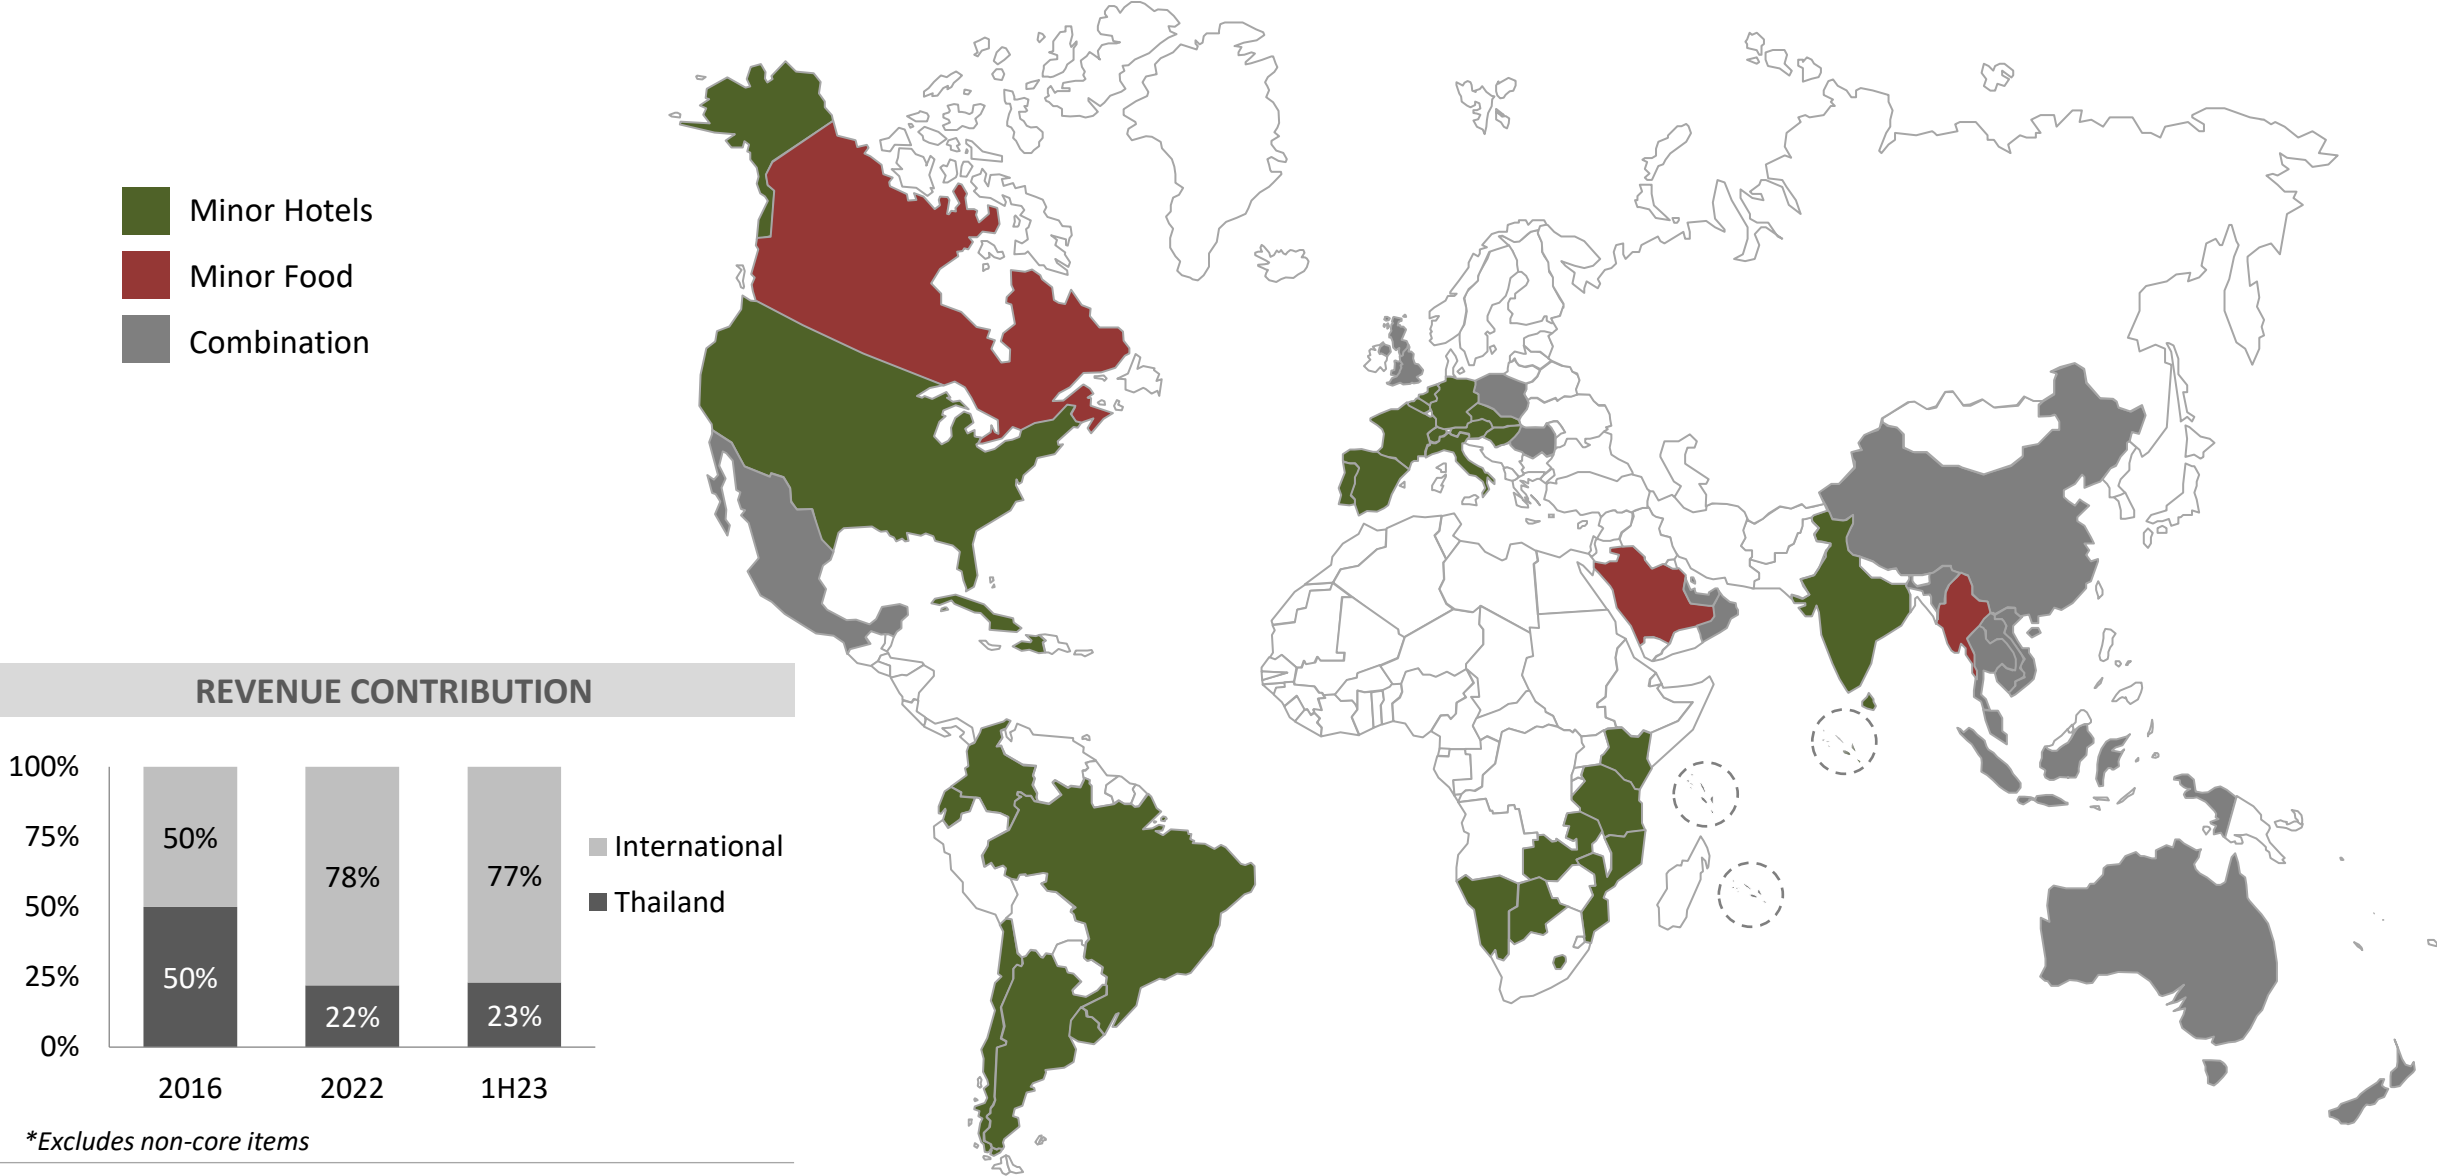 Minor Hotels
Minor Food
Combination
REVENUE CONTRIBUTION
100%
75%
50%
25%
0%
50%
50%
78%
22%
77%
23%
International
Thailand
2016
2022
1H23
*Excludes non-core items